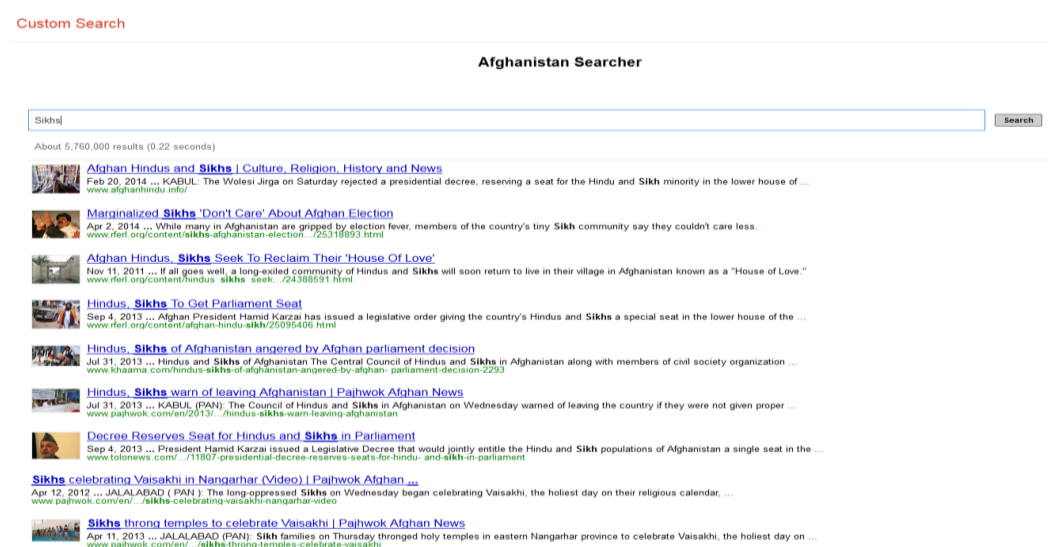 Custom Search
Afghanistan Searcher
Sikhs
Search
About 5,760,000 results (0.22 seconds)
Afghan Hindus and Sikhs | Culture, Religion, History and News
Feb 20, 2014 ... KABUL: The Wolesi Jirga on Saturday rejected a presidential decree, reserving a seat for the Hindu and Sikh minority in the lower house of ...
www.afghanhindu.info/
Marginalized Sikhs 'Don't Care' About Afghan Election
Apr 2, 2014 ... While many in Afghanistan are gripped by election fever, members of the country's tiny Sikh community say they couldn't care less.
www.rferl.org/content/sikhs-afghanistan-election.../25318893.html
Afghan Hindus, Sikhs Seek To Reclaim Their 'House Of Love'
Nov 11, 2011 ... If all goes well, a long-exiled community of Hindus and Sikhs will soon return to live in their village in Afghanistan known as a "House of Love."
www.rferl.org/content/hindus_sikhs_seek.../24388591.html
Hindus, Sikhs To Get Parliament Seat
Sep 4, 2013 ... Afghan President Hamid Karzai has issued a legislative order giving the country's Hindus and Sikhs a special seat in the lower house of the ...
www.rferl.org/content/afghan-hindu-sikh/25095406.html
Hindus, Sikhs of Afghanistan angered by Afghan parliament decision
Jul 31, 2013 ... Hindus and Sikhs of Afghanistan The Central Council of Hindus and Sikhs in Afghanistan along with members of civil society organization ...
www.khaama.com/hindus-sikhs-of-afghanistan-angered-by-afghan- parliament-decision-2293
Hindus, Sikhs warn of leaving Afghanistan | Pajhwok Afghan News
Jul 31, 2013 ... KABUL (PAN): The Council of Hindus and Sikhs in Afghanistan on Wednesday warned of leaving the country if they were not given proper ...
www.pajhwok.com/en/2013/.../hindus-sikhs-warn-leaving-afghanistan
Decree Reserves Seat for Hindus and Sikhs in Parliament
Sep 4, 2013 ... President Hamid Karzai issued a Legislative Decree that would jointly entitle the Hindu and Sikh populations of Afghanistan a single seat in the ...
www.tolonews.com/.../11807-presidential-decree-reserves-seats-for-hindu- and-sikh-in-parliament
Sikhs celebrating Vaisakhi in Nangarhar (Video) | Pajhwok Afghan ...
Apr 12, 2012 ... JALALABAD ( PAN ): The long-oppressed Sikhs on Wednesday began celebrating Vaisakhi, the holiest day on their religious calendar, ...
www.pajhwok.com/en/.../sikhs-celebrating-vaisakhi-nangarhar-video
Sikhs throng temples to celebrate Vaisakhi | Pajhwok Afghan News
Apr 11, 2013 ... JALALABAD (PAN): Sikh families on Thursday thronged holy temples in eastern Nangarhar province to celebrate Vaisakhi, the holiest day on ...
www.pajhwok.com/en/.../sikhs-throng-temples-celebrate-vaisakhi